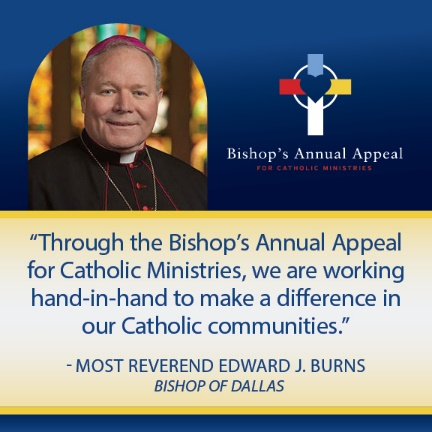 Bishop's Annual Appeal
FOR CATHOLIC MINISTRIES
“Through the Bishop’s Annual Appeal
for Catholic Ministries, we are working
hand-in-hand to make a difference in
our Catholic communities.”
- MOST REVEREND EDWARD J. BURNS
BISHOP OF DALLAS